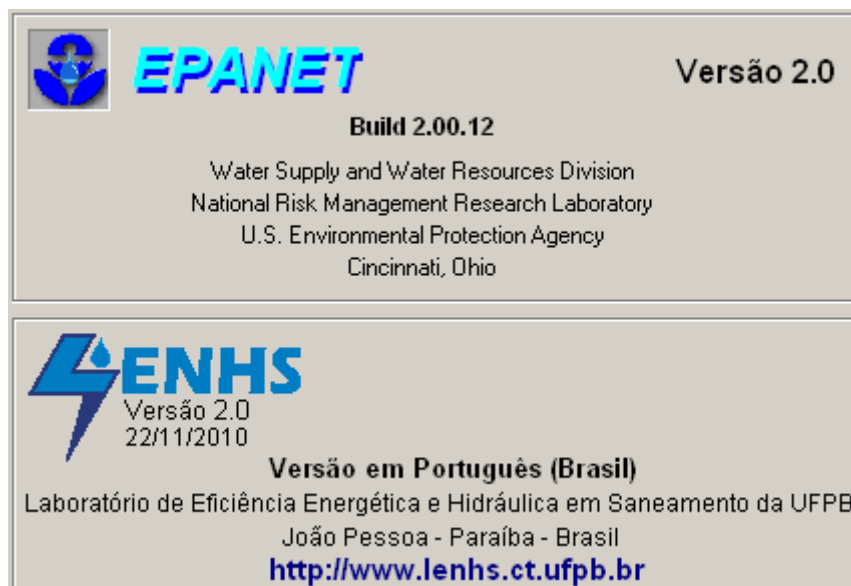 EPANET
Versão 2.0
Build 2.00.12
Water Supply and Water Resources Division
National Risk Management Research Laboratory
U.S. Environmental Protection Agency
Cincinnati, Ohio
LENHS
Versão 2.0
22/11/2010
Versão em Português (Brasil)
Laboratório de Eficiência Energética e Hidráulica em Saneamento da UFPB
João Pessoa - Paraíba - Brasil
http://www.lenhs.ct.ufpb.br